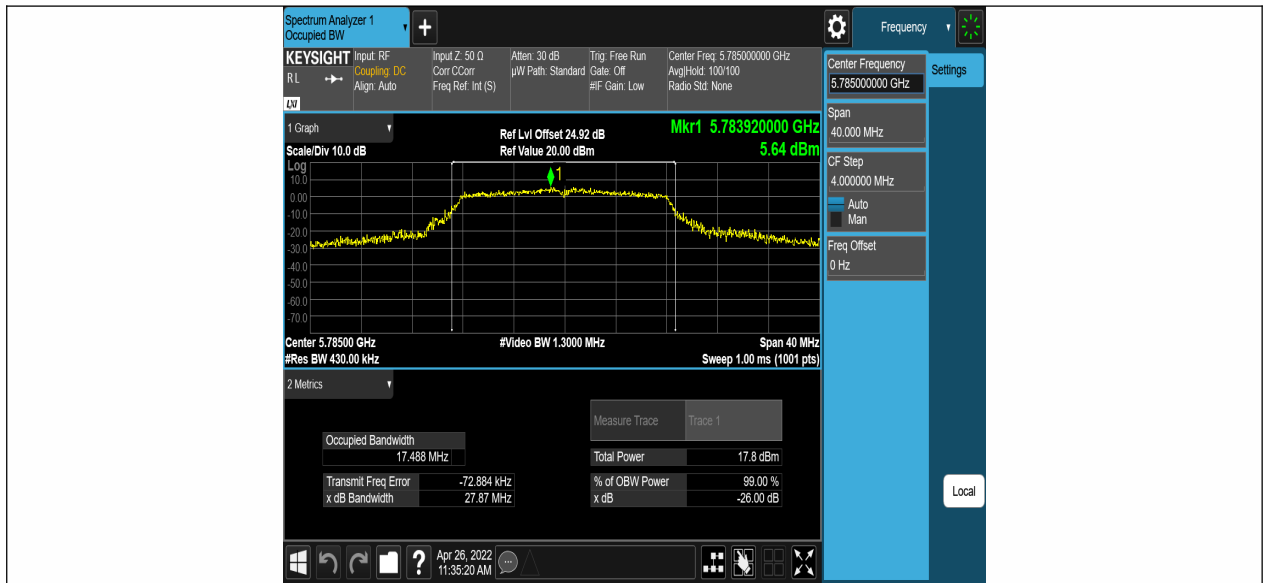 Spectrum Analyzer 1
Occupied BW
+
Frequency
KEYSIGHT
RL
LXI
Input: RF
Coupling: DC
Align: Auto
Input Z: 50 Ω
Corr CCorr
Freq Ref: Int (S)
Atten: 30 dB
µW Path: Standard
Trig: Free Run
Gate: Off
#IF Gain: Low
Center Freq: 5.785000000 GHz
Avg|Hold: 100/100
Radio Std: None
Center Frequency
5.785000000 GHz
Settings
Span
40.000 MHz
CF Step
4.000000 MHz
Auto
Man
Freq Offset
0 Hz
Local
1 Graph
Scale/Div 10.0 dB
Ref Lvl Offset 24.92 dB
Ref Value 20.00 dBm
Mkr1 5.783920000 GHz
5.64 dBm
Log
1
10.0
0.00
-10.0
-20.0
-30.0
-40.0
-50.0
-60.0
-70.0
Center 5.78500 GHz
#Video BW 1.3000 MHz
Span 40 MHz
#Res BW 430.00 kHz
Sweep 1.00 ms (1001 pts)
2 Metrics
Measure Trace Trace 1
Occupied Bandwidth
17.488 MHz
Total Power 17.8 dBm
Transmit Freq Error -72.884 kHz
% of OBW Power 99.00 %
x dB Bandwidth 27.87 MHz
x dB -26.00 dB
?
Apr 26, 2022
11:35:20 AM